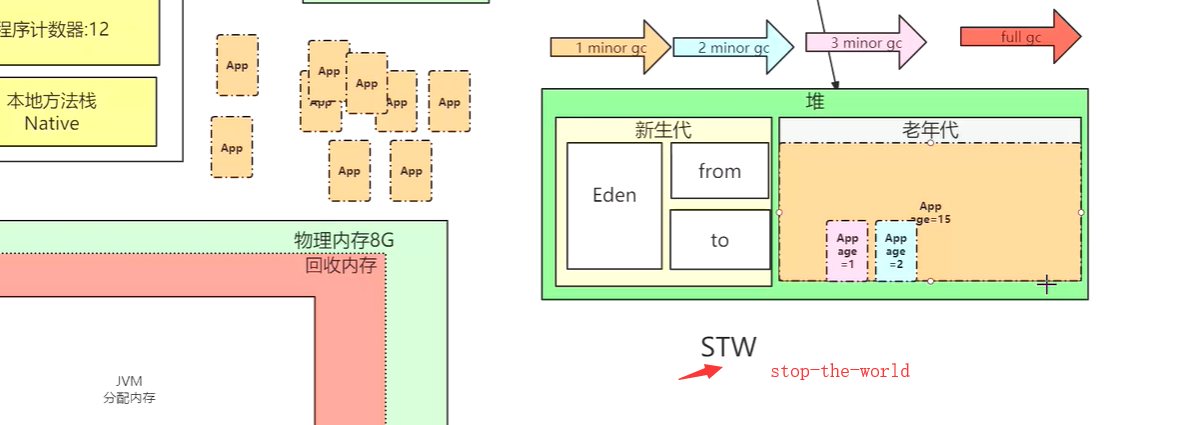 程序计数器:12
本地方法栈
Native
App
App
App
App
App
App
App
App
App
1 minor gc
2 minor gc
3 minor gc
full gc
堆
新生代
老年代
Eden
from
to
App
age=15
App
age
=1
App
age
=2
物理内存8G
回收内存
JVM
分配内存
STW
stop-the-world